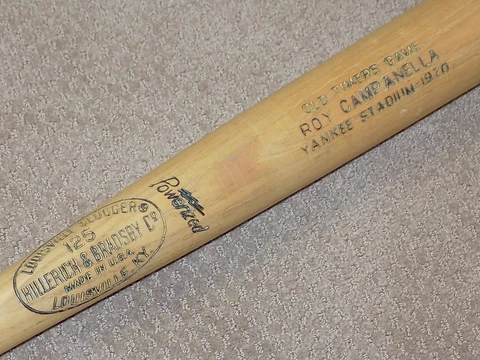 OLD TIMERS GAME
ROY CAMPANELLA
YANKEE STADIUM-1970
Powerized
LOUISVILLE SLUGGER®
125
HILLERICH & BRADSBY Co
MADE IN U.S.A.
LOUISVILLE, KY.